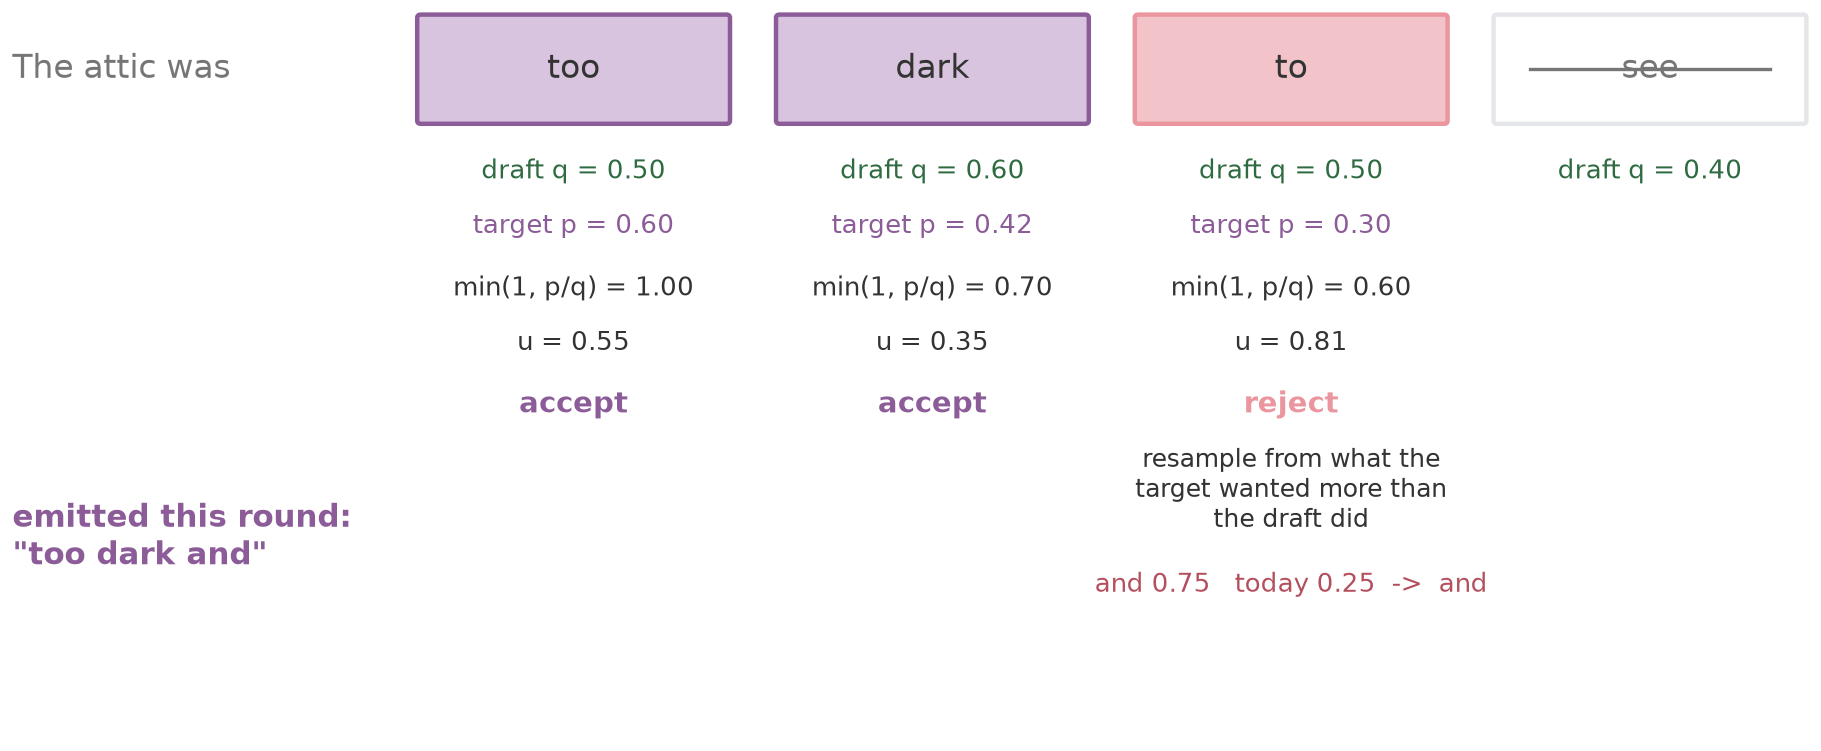 The attic was
too
dark
to
see
draft q = 0.50
draft q = 0.60
draft q = 0.50
draft q = 0.40
target p = 0.60
target p = 0.42
target p = 0.30
min(1, p/q) = 1.00
min(1, p/q) = 0.70
min(1, p/q) = 0.60
u = 0.55
u = 0.35
u = 0.81
accept
accept
reject
resample from what the
target wanted more than
the draft did
emitted this round:
"too dark and"
and 0.75   today 0.25  ->  and